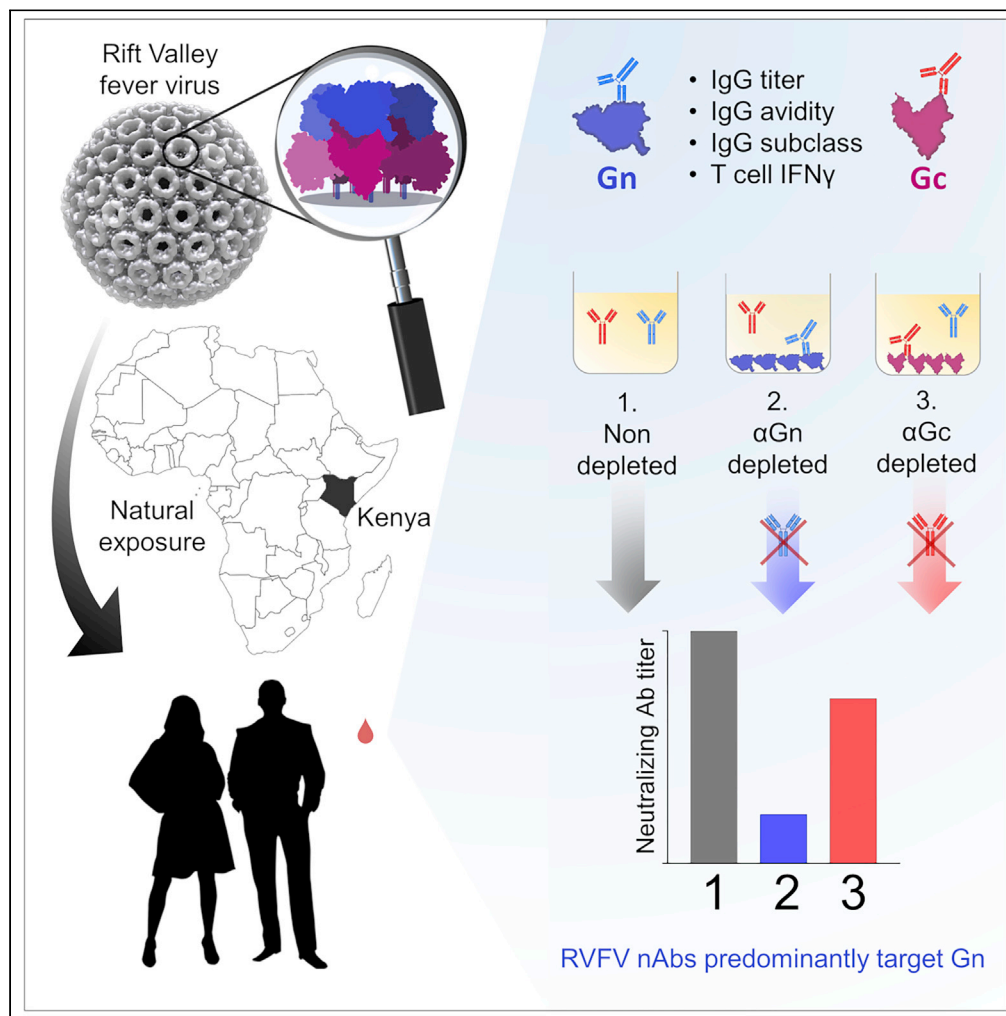 Rift Valley
fever virus
Natural
exposure
Kenya
Gn
• IgG titer
• IgG avidity
• IgG subclass
• T cell IFNγ
Gc
1.
Non
depleted
2.
αGn
depleted
3.
αGc
depleted
Neutralizing Ab titer
1 2 3
RVFV nAbs predominantly target Gn